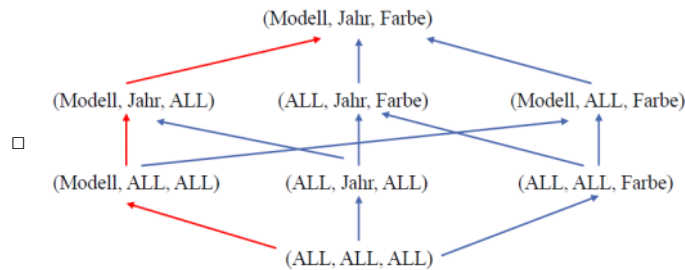 (Modell, Jahr, Farbe)
(Modell, Jahr, ALL) (ALL, Jahr, Farbe) (Modell, ALL, Farbe)
(Modell, ALL, ALL) (ALL, Jahr, ALL) (ALL, ALL, Farbe)
(ALL, ALL, ALL)